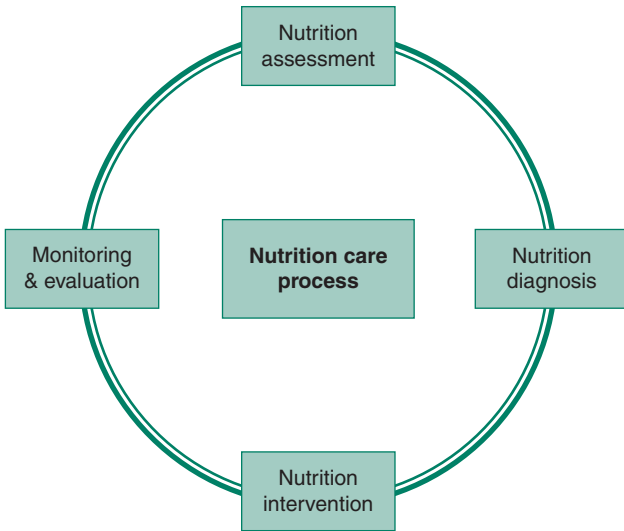 Nutrition
assessment
Monitoring
& evaluation
Nutrition care
process
Nutrition
diagnosis
Nutrition
intervention